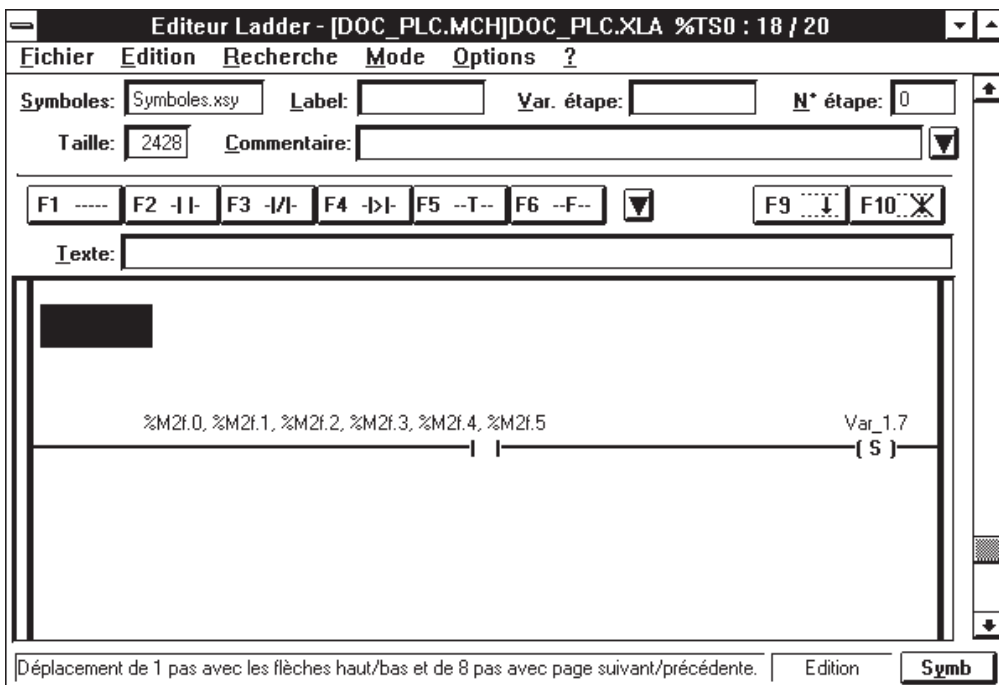 Editeur Ladder - [DOC_PLC.MCH]DOC_PLC.XLA %TS0 : 18 / 20
Fichier Edition Recherche Mode Options ?
Symboles: Symboles.xsy Label: Var. étape: N° étape: 0
Taille: 2428 Commentaire:
F1 ----- F2 -| |- F3 -|/|- F4 -|>|- F5 --T-- F6 --F-- F9 F10
Texte:
%M2f.0, %M2f.1, %M2f.2, %M2f.3, %M2f.4, %M2f.5 Var_1.7
( S )
Déplacement de 1 pas avec les flèches haut/bas et de 8 pas avec page suivant/précédente. Edition Symb